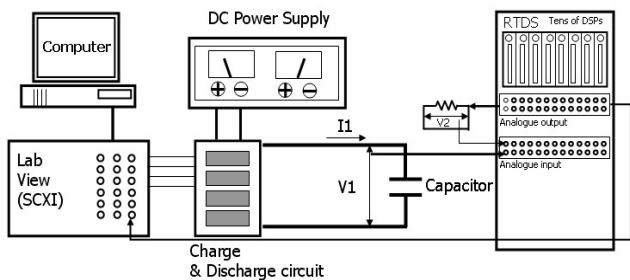 DC Power Supply
Computer
RTDS
Tens of DSPs
Analogue output
V2
Analogue input
I1
Lab
View
(SCXI)
V1
Capacitor
Charge
& Discharge circuit